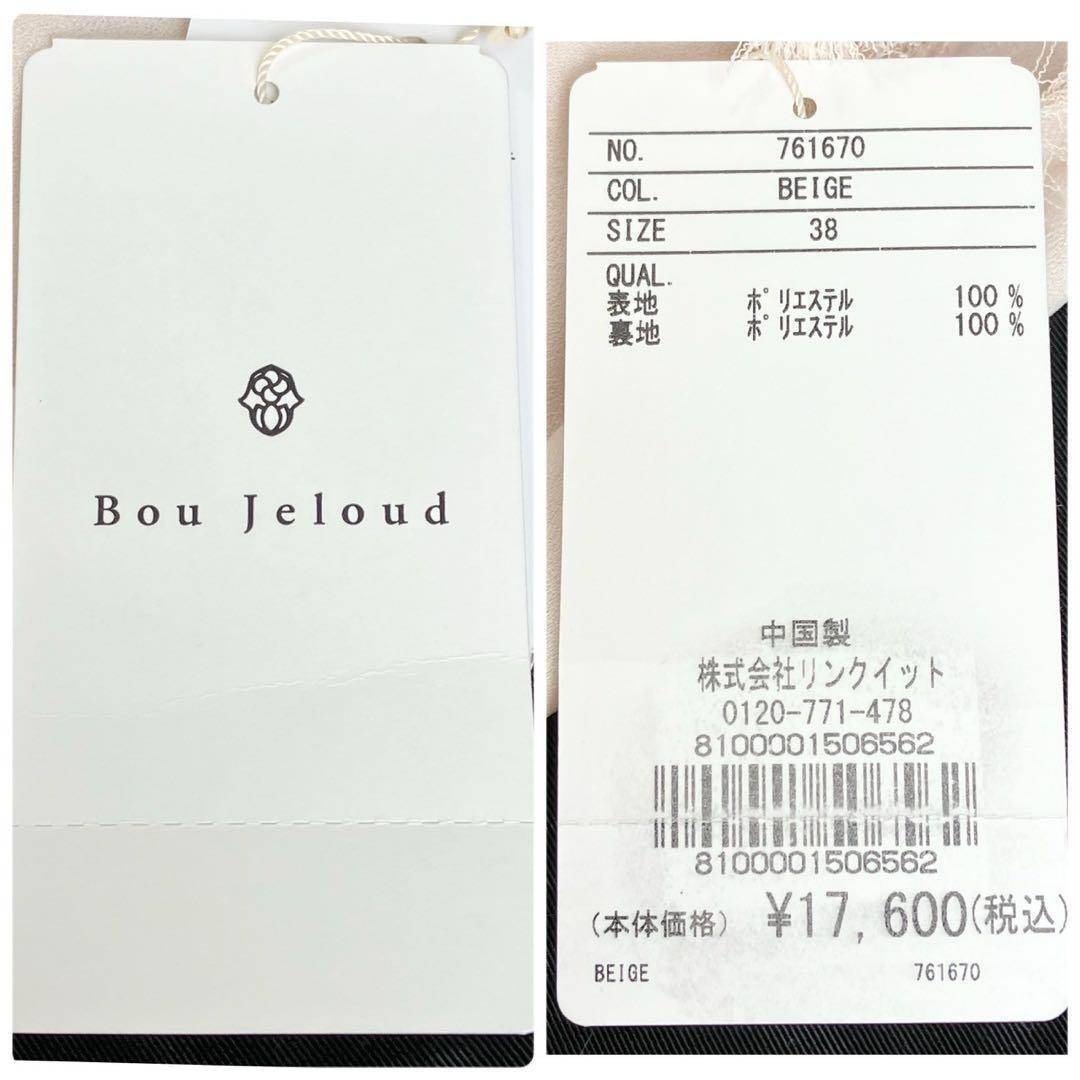 Bou Jeloud
NO. 761670
COL. BEIGE
SIZE 38
QUAL.
表地 ポリエステル 100 %
裏地 ポリエステル 100 %
中国製
株式会社リンクイット
0120-771-478
8100001506562
8100001506562
(本体価格) ¥17,600(税込)
BEIGE 761670